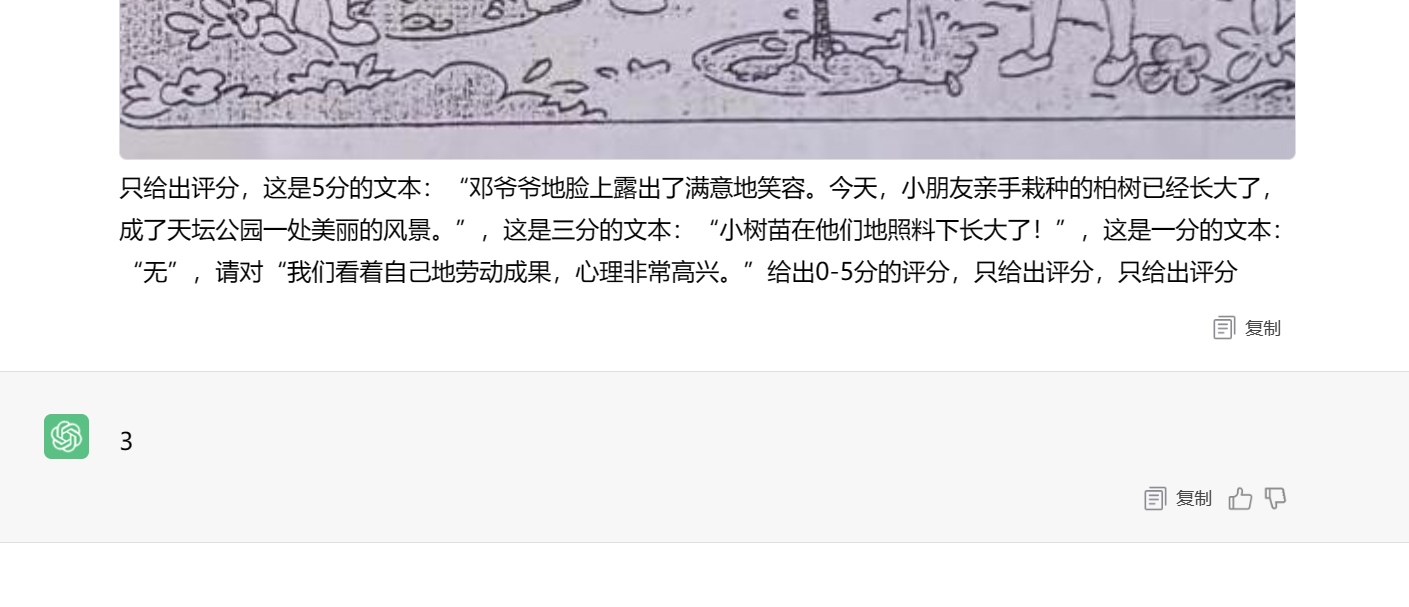 只给出评分，这是5分的文本：“邓爷爷地脸上露出了满意地笑容。今天，小朋友亲手栽种的柏树已经长大了，
成了天坛公园一处美丽的风景。”，这是三分的文本：“小树苗在他们地照料下长大了！”，这是一分的文本：
“无”，请对“我们看着自己地劳动成果，心理非常高兴。”给出0-5分的评分，只给出评分，只给出评分
复制
3
复制